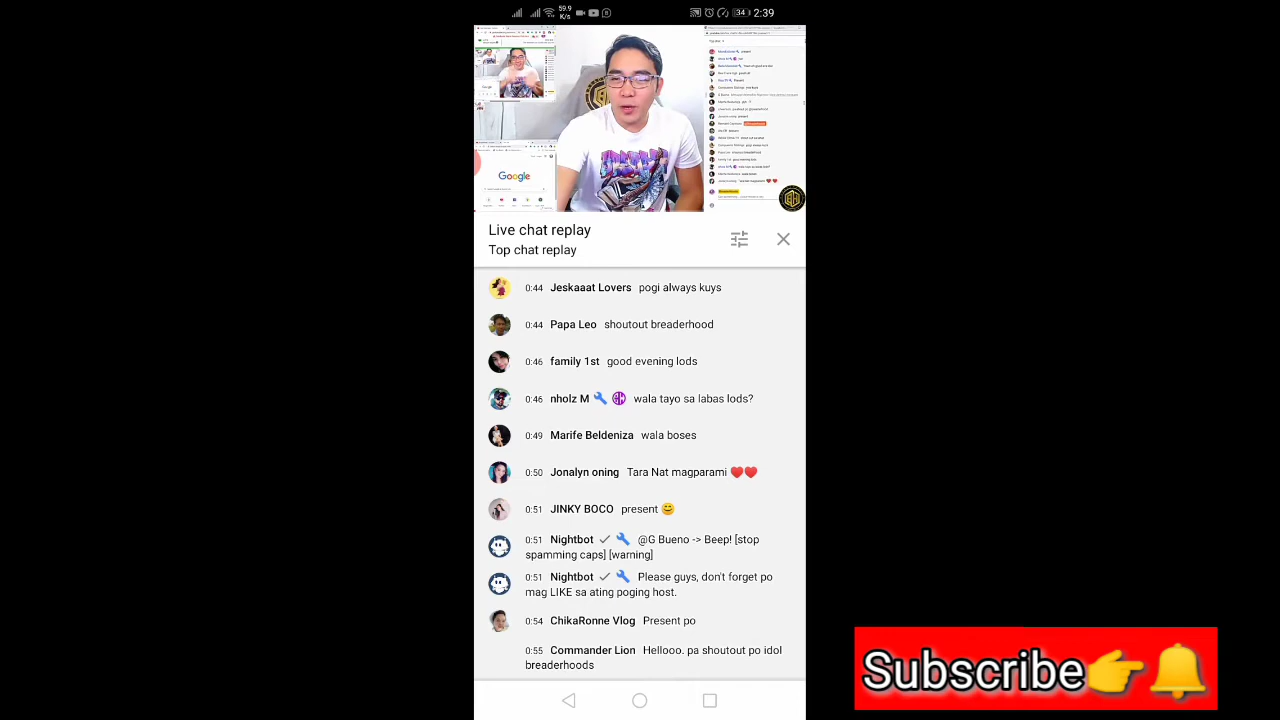 59.9
K/s
34
2:39
Google
Live chat replay
Top chat replay
0:44 Jeskaaat Lovers pogi always kuys
0:44 Papa Leo shoutout breaderhood
0:46 family 1st good evening lods
0:46 nholz M wala tayo sa labas lods?
0:49 Marife Beldeniza wala boses
0:50 Jonalyn oning Tara Nat magparami ♥️♥️
0:51 JINKY BOCO present 😄
0:51 Nightbot ✓ @G Bueno -> Beep! [stop
spamming caps] [warning]
0:51 Nightbot ✓ Please guys, don't forget po
mag LIKE sa ating poging host.
0:54 ChikaRonne Vlog Present po
0:55 Commander Lion Hellooo. pa shoutout po idol
breaderhoods
Subscribe👉🔔